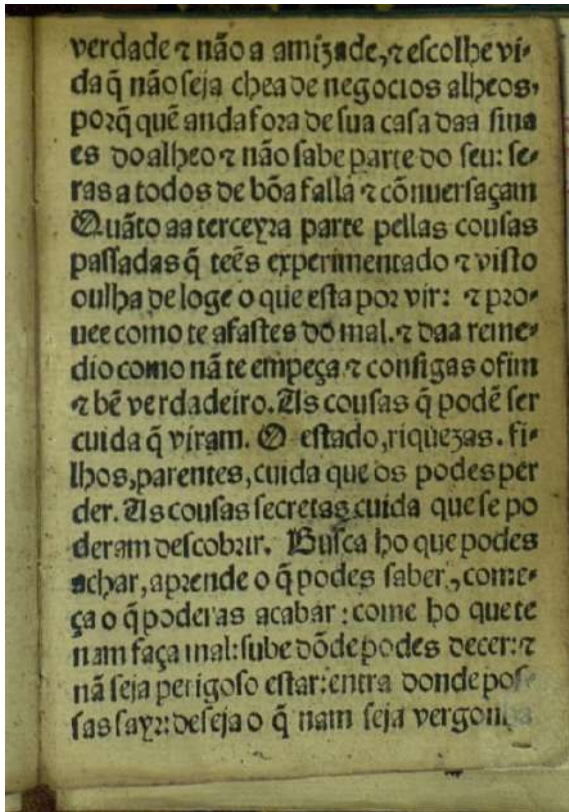 verdade ⁊ não a amizade, ⁊ eſcolhe vi-
da q̃ não ſeja chea de negocios alheos,
porq̃ quẽ anda fora de ſua caſa daa ſina
es do alheo ⁊ não ſabe parte do ſeu: ſe-
ras a todos de bõa falla ⁊ cõnuerſaçam
Quãto aa terceyra parte pellas couſas
paſſadas q̃ teẽs experimentado ⁊ viſto
oulha de loge o que eſta por vir: ⁊ pro-
uee como te afaſtes do mal. ⁊ daa reme-
dio como nã te empeça ⁊ conſigas o fim
⁊ bẽ verdadeiro. As couſas q̃ podẽ ſer
cuida q̃ viram. O eſtado, riquezas. fi-
lhos, parentes, cuida que os podes per
der. As couſas ſecretas cuida que ſe po
deram deſcobrir. Buſca ho que podes
achar, aprende o q̃ podes ſaber, come-
ça o q̃ poderas acabar: come ho que te
nam faça mal: ſube dõde podes decer: ⁊
nã ſeja perigoſo eſtar: entra donde poſ-
ſas ſayr: deſeja o q̃ nam ſeja